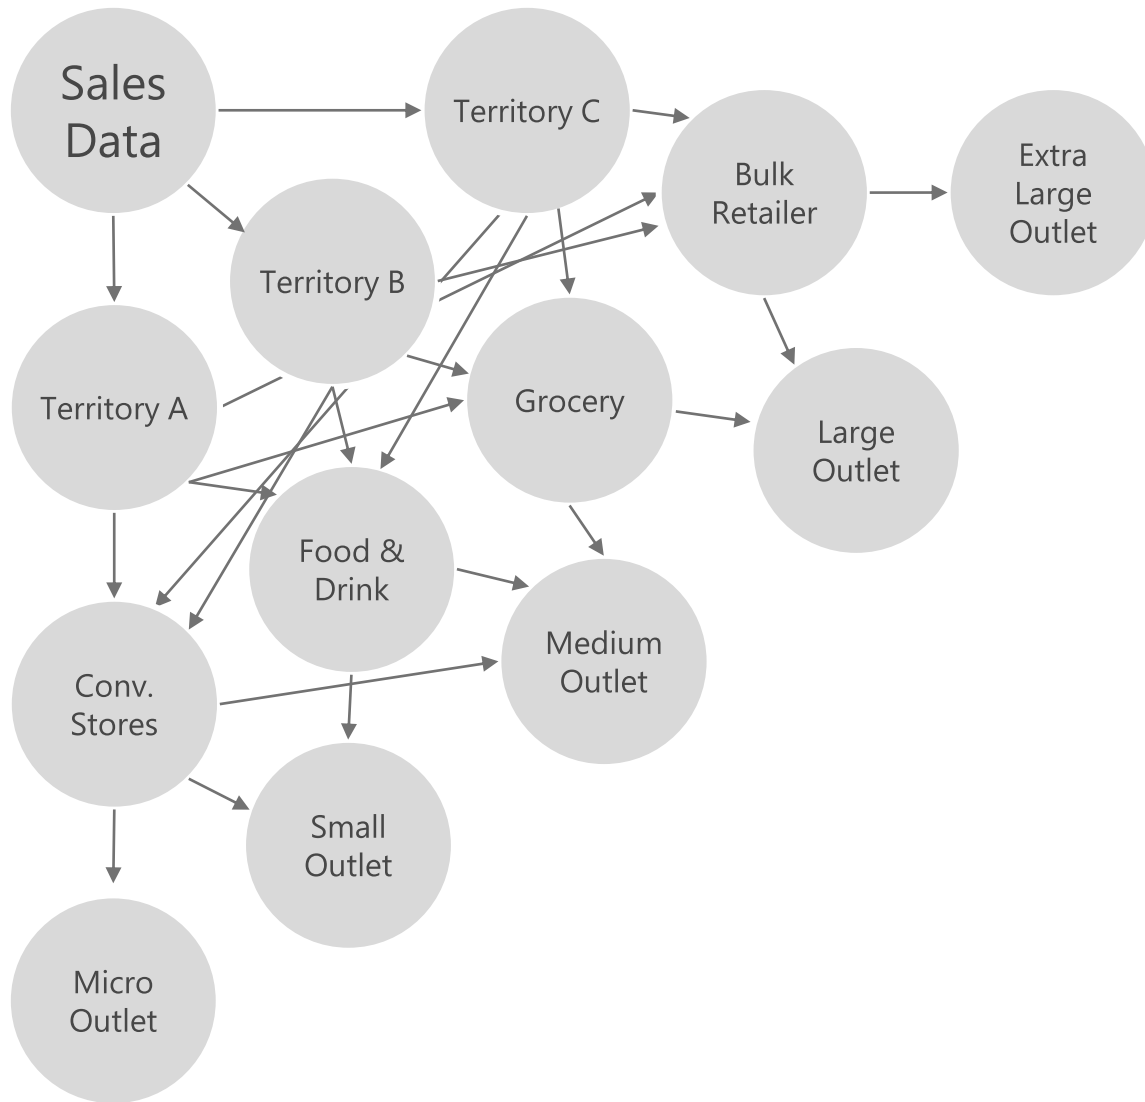 Sales
Data
Territory C
Bulk
Retailer
Extra
Large
Outlet
Territory B
Territory A
Grocery
Large
Outlet
Food &
Drink
Medium
Outlet
Conv.
Stores
Small
Outlet
Micro
Outlet